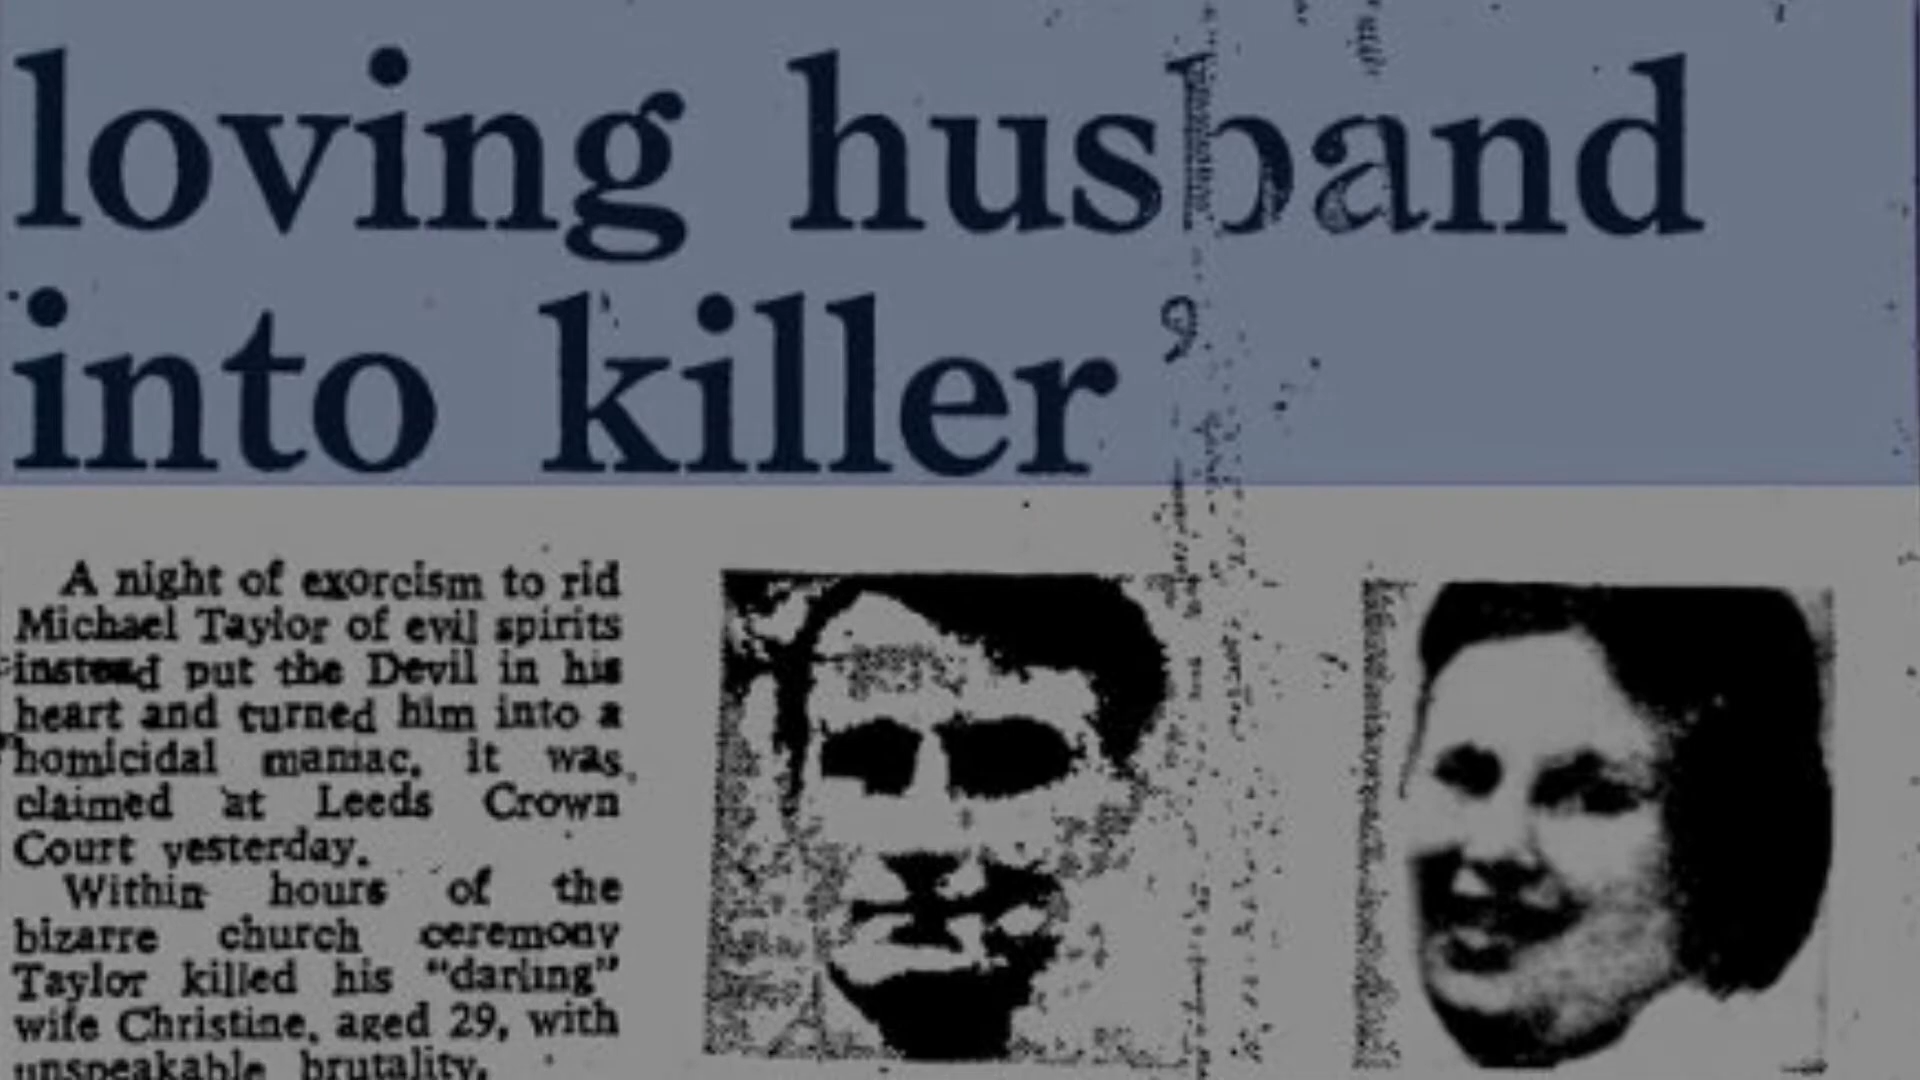 loving husband
into killer’
A night of exorcism to rid
Michael Taylor of evil spirits
instead put the Devil in his
heart and turned him into a
homicidal maniac, it was
claimed at Leeds Crown
Court yesterday.
Within hours of the
bizarre church ceremony
Taylor killed his “darling”
wife Christine, aged 29, with
unspeakable brutality.